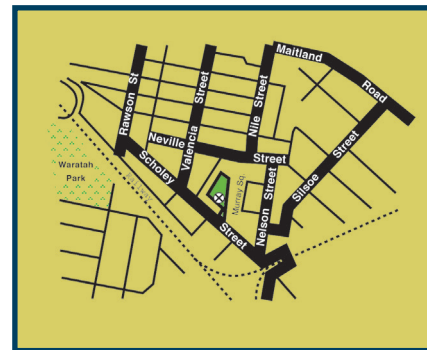 Maitland
Road
Rawson St
Valencia
Street
Nile Street
Neville
Street
Scholey
Street
Waratah
Park
Murray Sq.
Nelson Street
Silsoe
Street